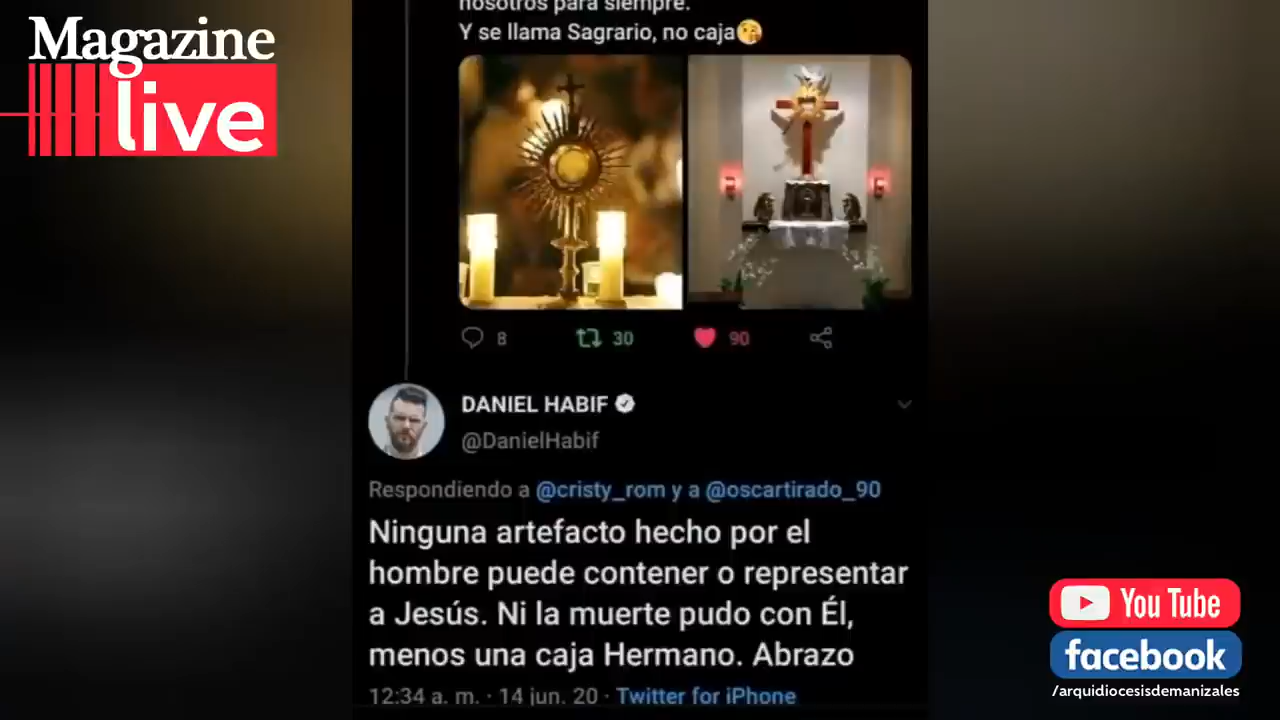 Magazine
live
nosotros para siempre.
Y se llama Sagrario, no caja😘
8 30 90
DANIEL HABIF
@DanielHabif
Respondiendo a @cristy_rom y a @oscartirado_90
Ninguna artefacto hecho por el
hombre puede contener o representar
a Jesús. Ni la muerte pudo con Él,
menos una caja Hermano. Abrazo
12:34 a. m. · 14 jun. 20 · Twitter for iPhone
You Tube
facebook
/arquidiocesisdemanizales